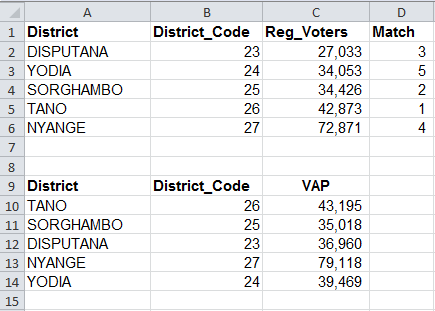 A B C D
1 District District_Code Reg_Voters Match
2 DISPUTANA 23 27,033 3
3 YODIA 24 34,053 5
4 SORGHAMBO 25 34,426 2
5 TANO 26 42,873 1
6 NYANGE 27 72,871 4
7
8
9 District District_Code VAP
10 TANO 26 43,195
11 SORGHAMBO 25 35,018
12 DISPUTANA 23 36,960
13 NYANGE 27 79,118
14 YODIA 24 39,469
15